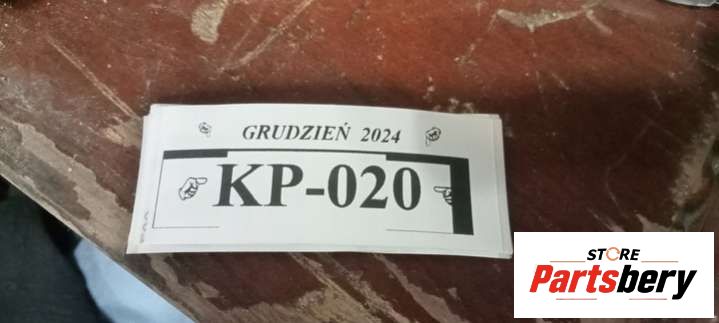 GRUDZIEŃ 2024
KP-020
STORE
Partsbery